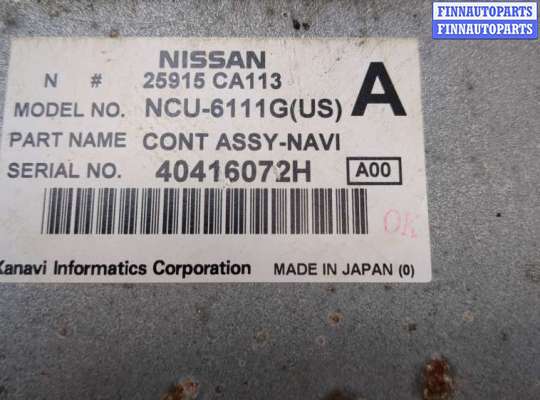 FINNAUTOPARTS
FINNAUTOPARTS
FINNAUTOPARTS
NISSAN
N # 25915 CA113
A
MODEL NO. NCU-6111G(US)
PART NAME CONT ASSY-NAVI
SERIAL NO. 40416072H A00
OK
Xanavi Informatics Corporation MADE IN JAPAN (0)